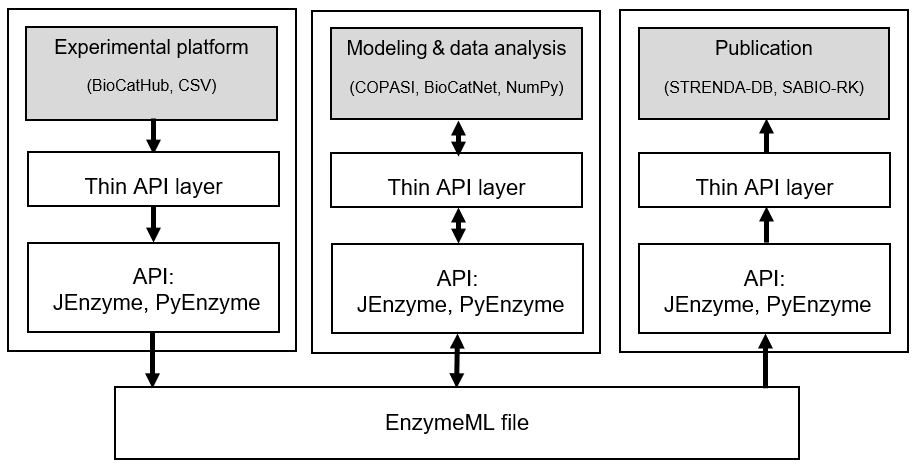 Experimental platform
(BioCatHub, CSV)
Thin API layer
API:
JEnzyme, PyEnzyme
Modeling & data analysis
(COPASI, BioCatNet, NumPy)
Thin API layer
API:
JEnzyme, PyEnzyme
Publication
(STRENDA-DB, SABIO-RK)
Thin API layer
API:
JEnzyme, PyEnzyme
EnzymeML file